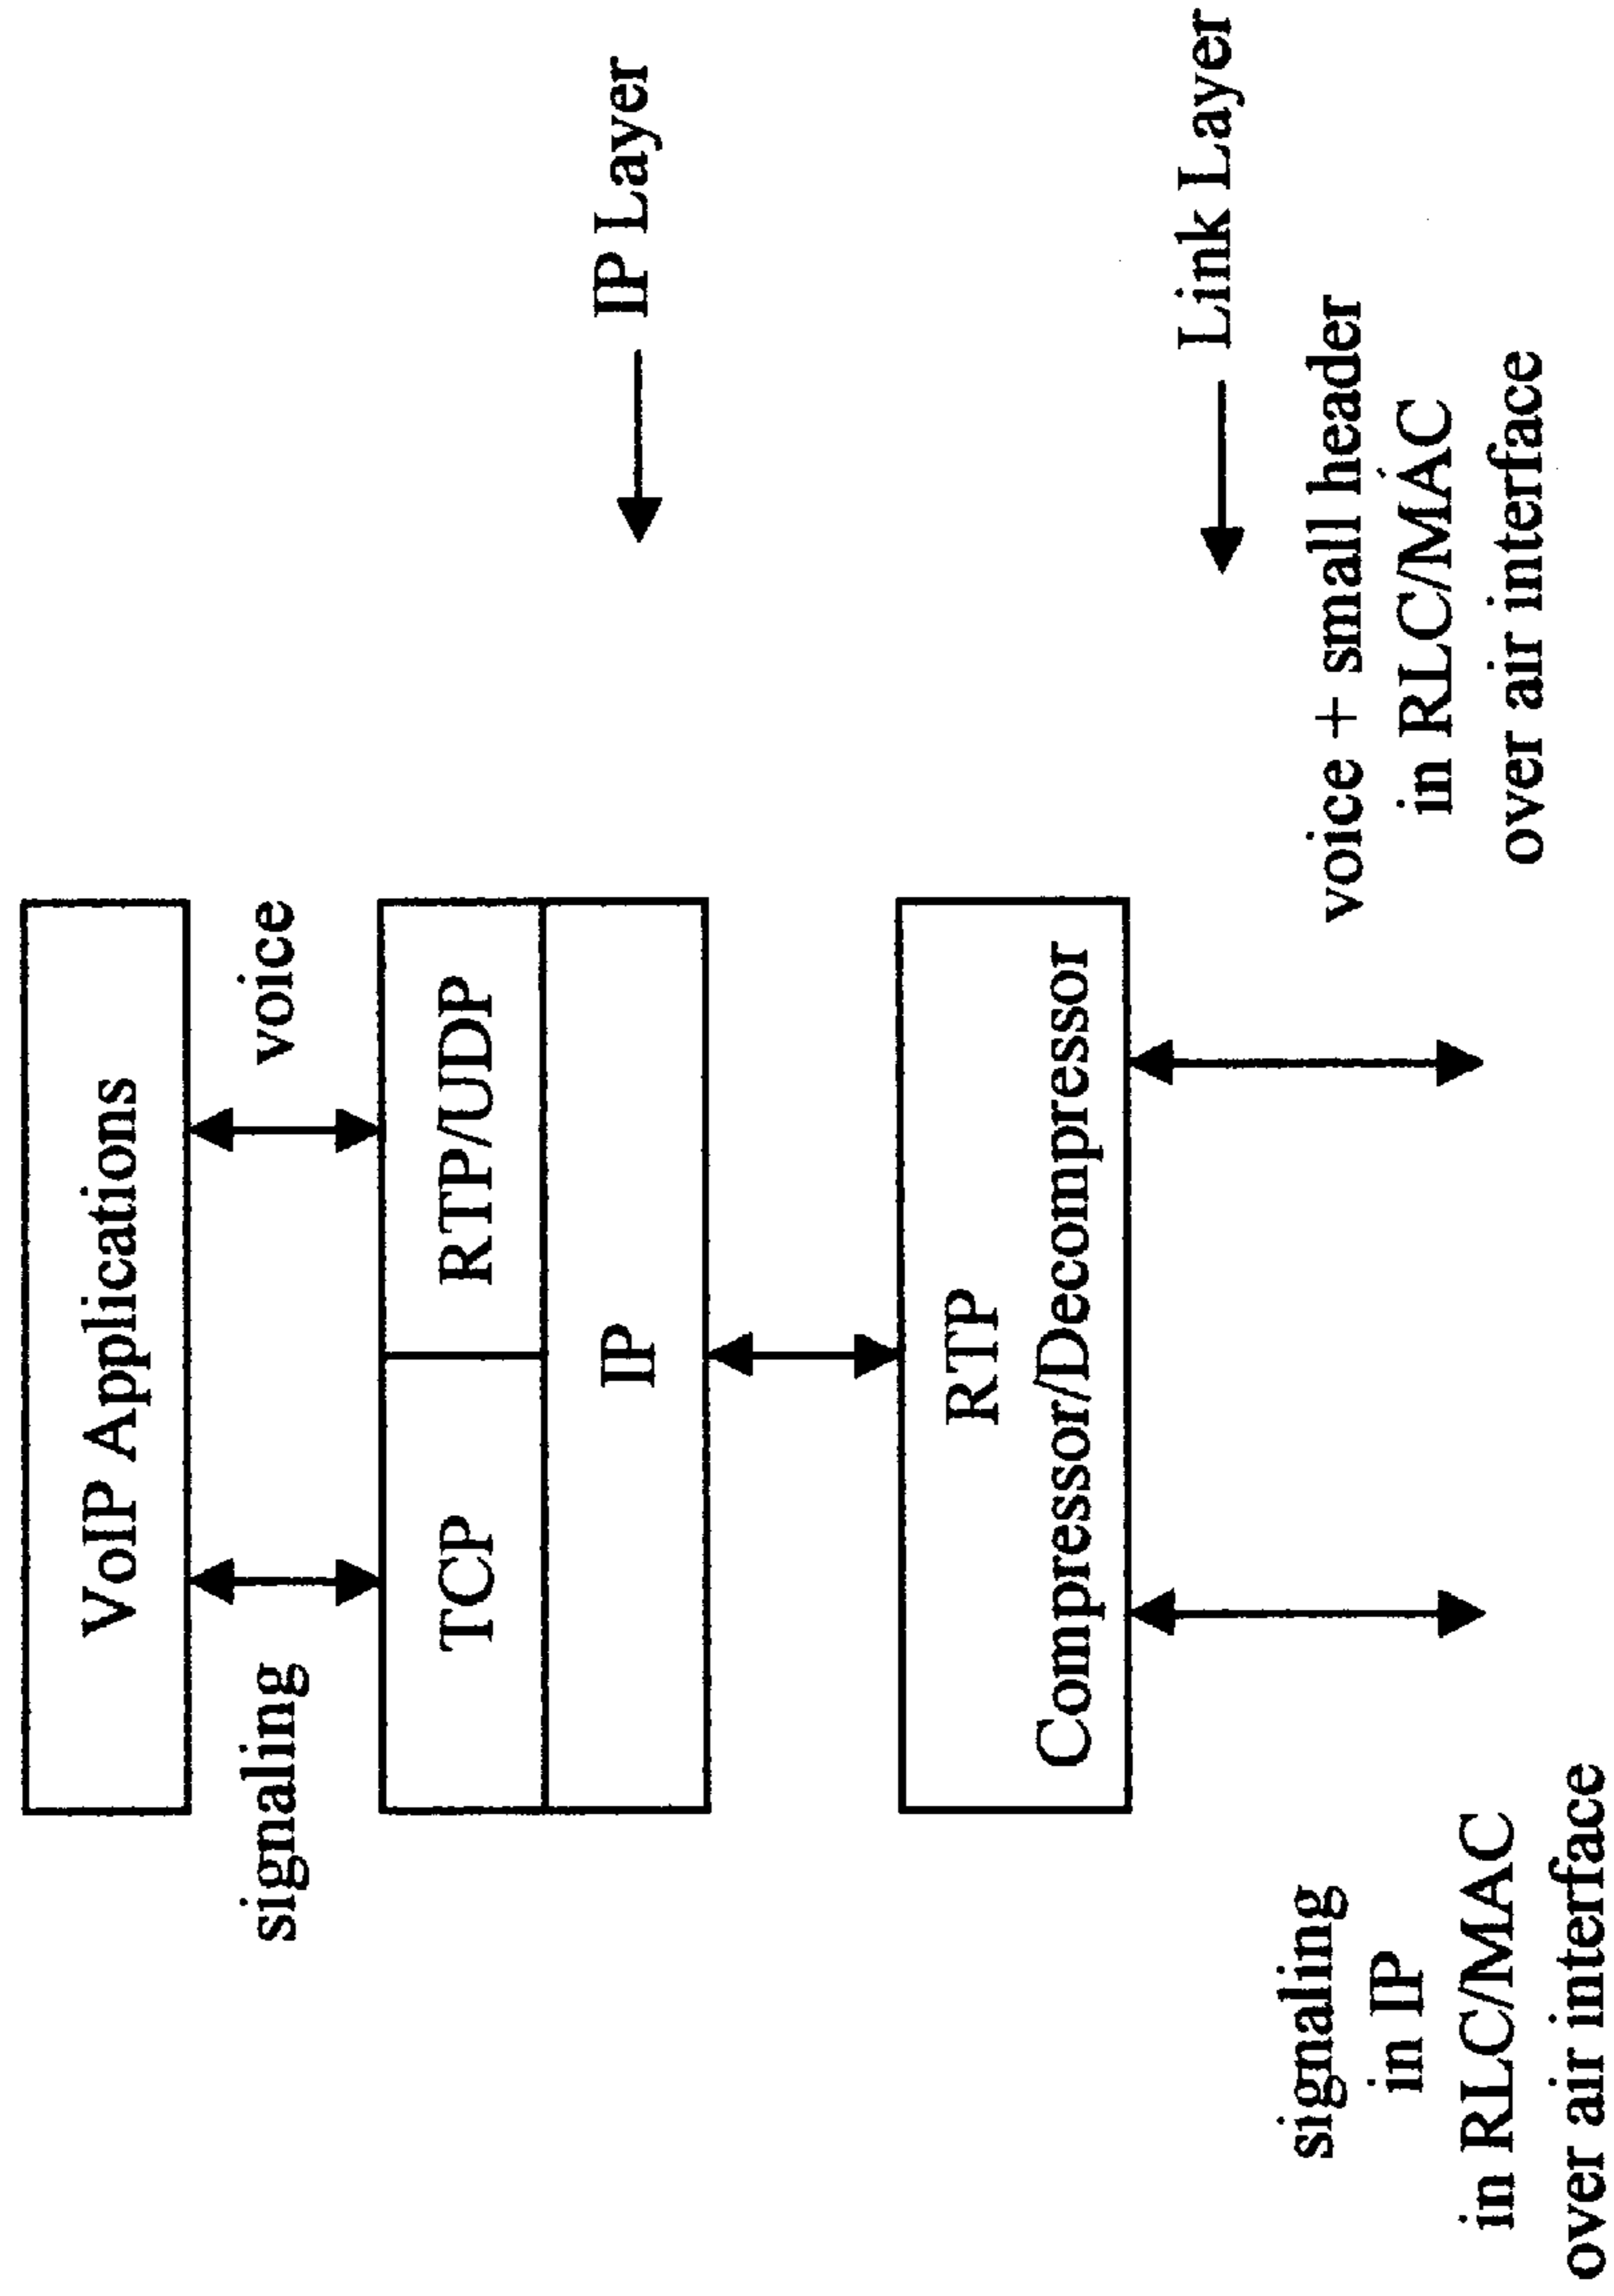 VoIP Applications
signaling
voice
TCP
RTP/UDP
IP
IP Layer
RTP
Compressor/Decompressor
Link Layer
signaling
in IP
in RLC/MAC
over air interface
voice + small header
in RLC/MAC
over air interface